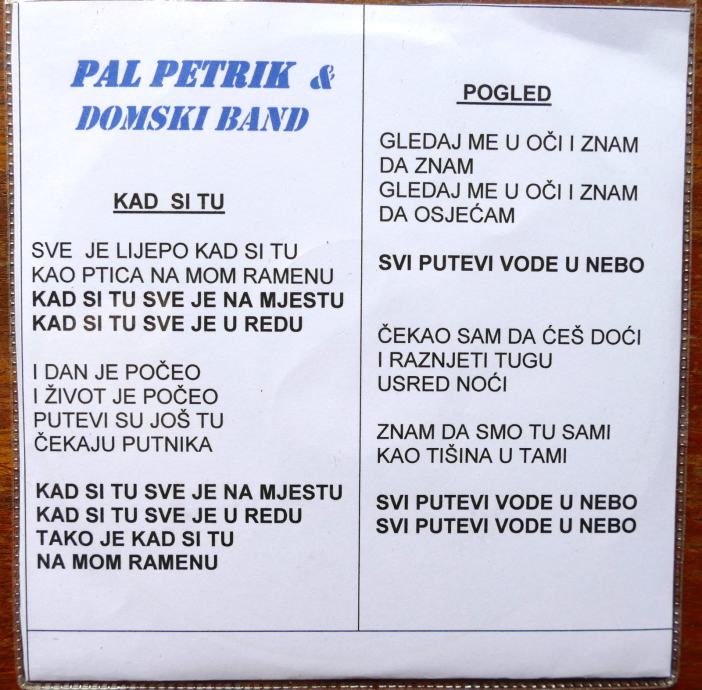 PAL PETRIK &
DOMSKI BAND
KAD SI TU
SVE JE LIJEPO KAD SI TU
KAO PTICA NA MOM RAMENU
KAD SI TU SVE JE NA MJESTU
KAD SI TU SVE JE U REDU
I DAN JE POČEO
I ŽIVOT JE POČEO
PUTEVI SU JOŠ TU
ČEKAJU PUTNIKA
KAD SI TU SVE JE NA MJESTU
KAD SI TU SVE JE U REDU
TAKO JE KAD SI TU
NA MOM RAMENU
POGLED
GLEDAJ ME U OČI I ZNAM
DA ZNAM
GLEDAJ ME U OČI I ZNAM
DA OSJEĆAM
SVI PUTEVI VODE U NEBO
ČEKAO SAM DA ĆEŠ DOĆI
I RAZNJETI TUGU
USRED NOĆI
ZNAM DA SMO TU SAMI
KAO TIŠINA U TAMI
SVI PUTEVI VODE U NEBO
SVI PUTEVI VODE U NEBO